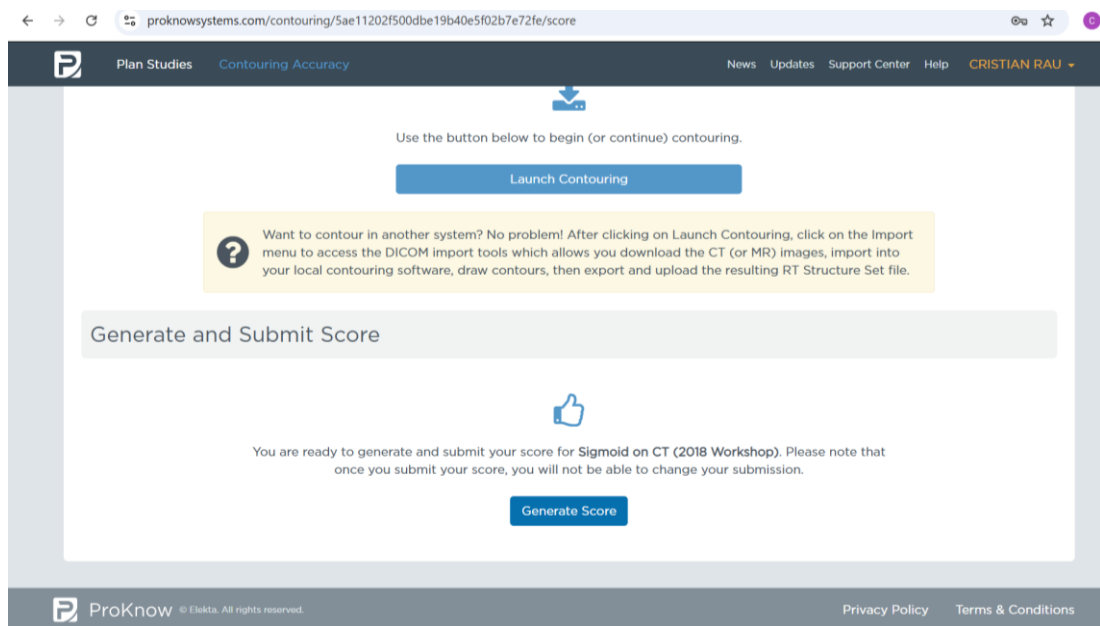 proknowsystems.com/contouring/5ae11202f500dbe19b40e5f02b7e72fe/score
C
Plan Studies Contouring Accuracy News Updates Support Center Help CRISTIAN RAU
Use the button below to begin (or continue) contouring.
Launch Contouring
Want to contour in another system? No problem! After clicking on Launch Contouring, click on the Import
menu to access the DICOM import tools which allows you download the CT (or MR) images, import into
your local contouring software, draw contours, then export and upload the resulting RT Structure Set file.
Generate and Submit Score
You are ready to generate and submit your score for Sigmoid on CT (2018 Workshop). Please note that
once you submit your score, you will not be able to change your submission.
Generate Score
ProKnow © Elekta. All rights reserved. Privacy Policy Terms & Conditions